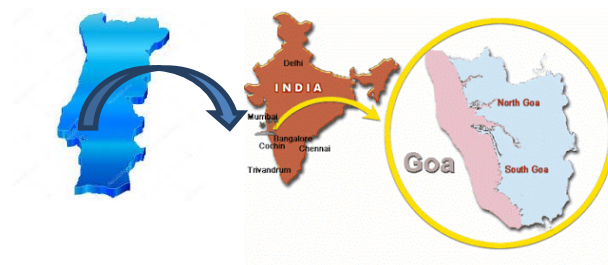 Delhi
INDIA
Mumbai
Bangalore
Cochin
Chennai
Trivandrum
North Goa
Goa
South Goa